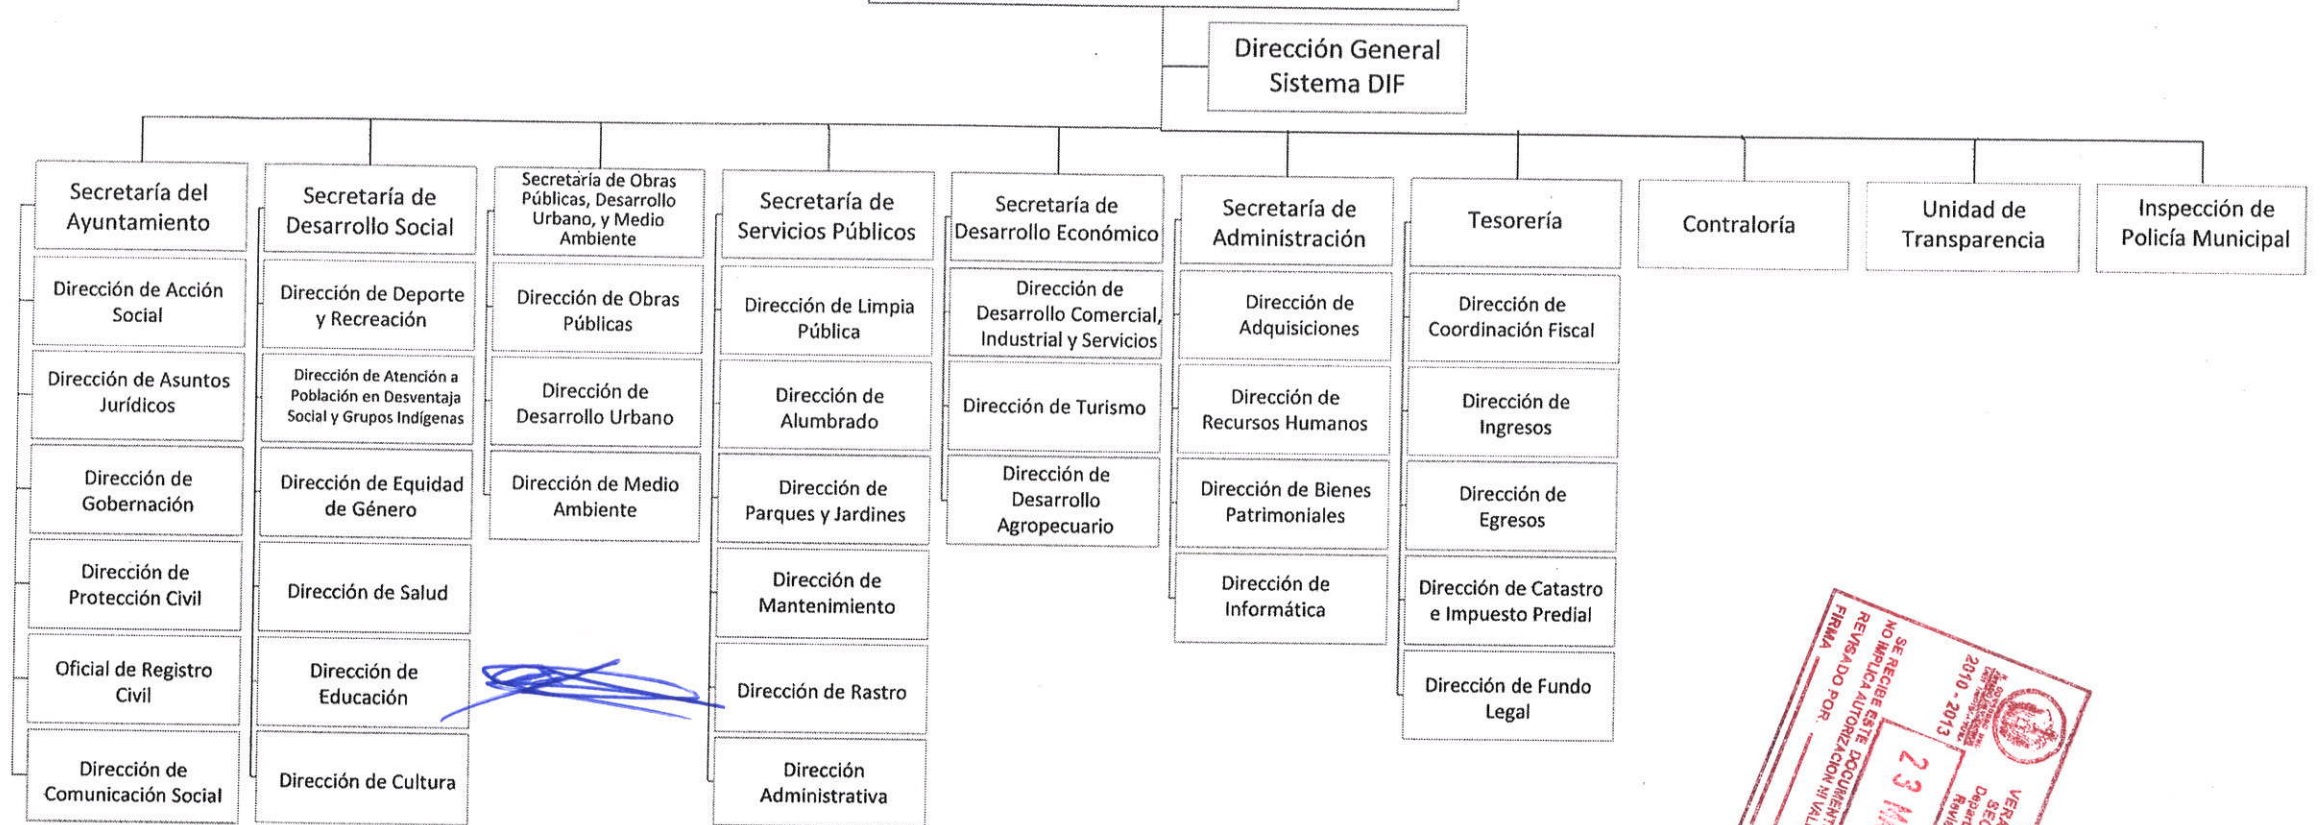 Dirección General
Sistema DIF
Secretaría del
Ayuntamiento
Dirección de Acción
Social
Dirección de Asuntos
Jurídicos
Dirección de
Gobernación
Dirección de
Protección Civil
Oficial de Registro
Civil
Dirección de
Comunicación Social
Secretaría de
Desarrollo Social
Dirección de Deporte
y Recreación
Dirección de Atención a
Población en Desventaja
Social y Grupos Indígenas
Dirección de Equidad
de Género
Dirección de Salud
Dirección de
Educación
Dirección de Cultura
Secretaría de Obras
Públicas, Desarrollo
Urbano, y Medio
Ambiente
Dirección de Obras
Públicas
Dirección de
Desarrollo Urbano
Dirección de Medio
Ambiente
Secretaría de
Servicios Públicos
Dirección de Limpia
Pública
Dirección de
Alumbrado
Dirección de
Parques y Jardines
Dirección de
Mantenimiento
Dirección de Rastro
Dirección
Administrativa
Secretaría de
Desarrollo Económico
Dirección de
Desarrollo Comercial,
Industrial y Servicios
Dirección de Turismo
Dirección de
Desarrollo
Agropecuario
Secretaría de
Administración
Dirección de
Adquisiciones
Dirección de
Recursos Humanos
Dirección de Bienes
Patrimoniales
Dirección de
Informática
Tesorería
Dirección de
Coordinación Fiscal
Dirección de
Ingresos
Dirección de
Egresos
Dirección de Catastro
e Impuesto Predial
Dirección de Fundo
Legal
Contraloría
Unidad de
Transparencia
Inspección de
Policía Municipal
2010 - 2013
23
SE RECIBE ESTE
NO IMPLICA AUTORIZACION NI
REVISADO POR.
FIRMA